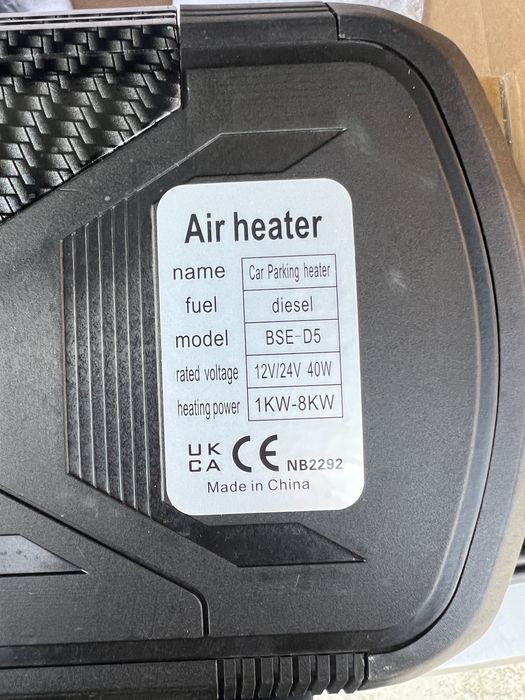 Air heater
name Car Parking heater
fuel diesel
model BSE-D5
rated voltage 12V/24V 40W
heating power 1KW-8KW
UK
CA CE NB2292
Made in China